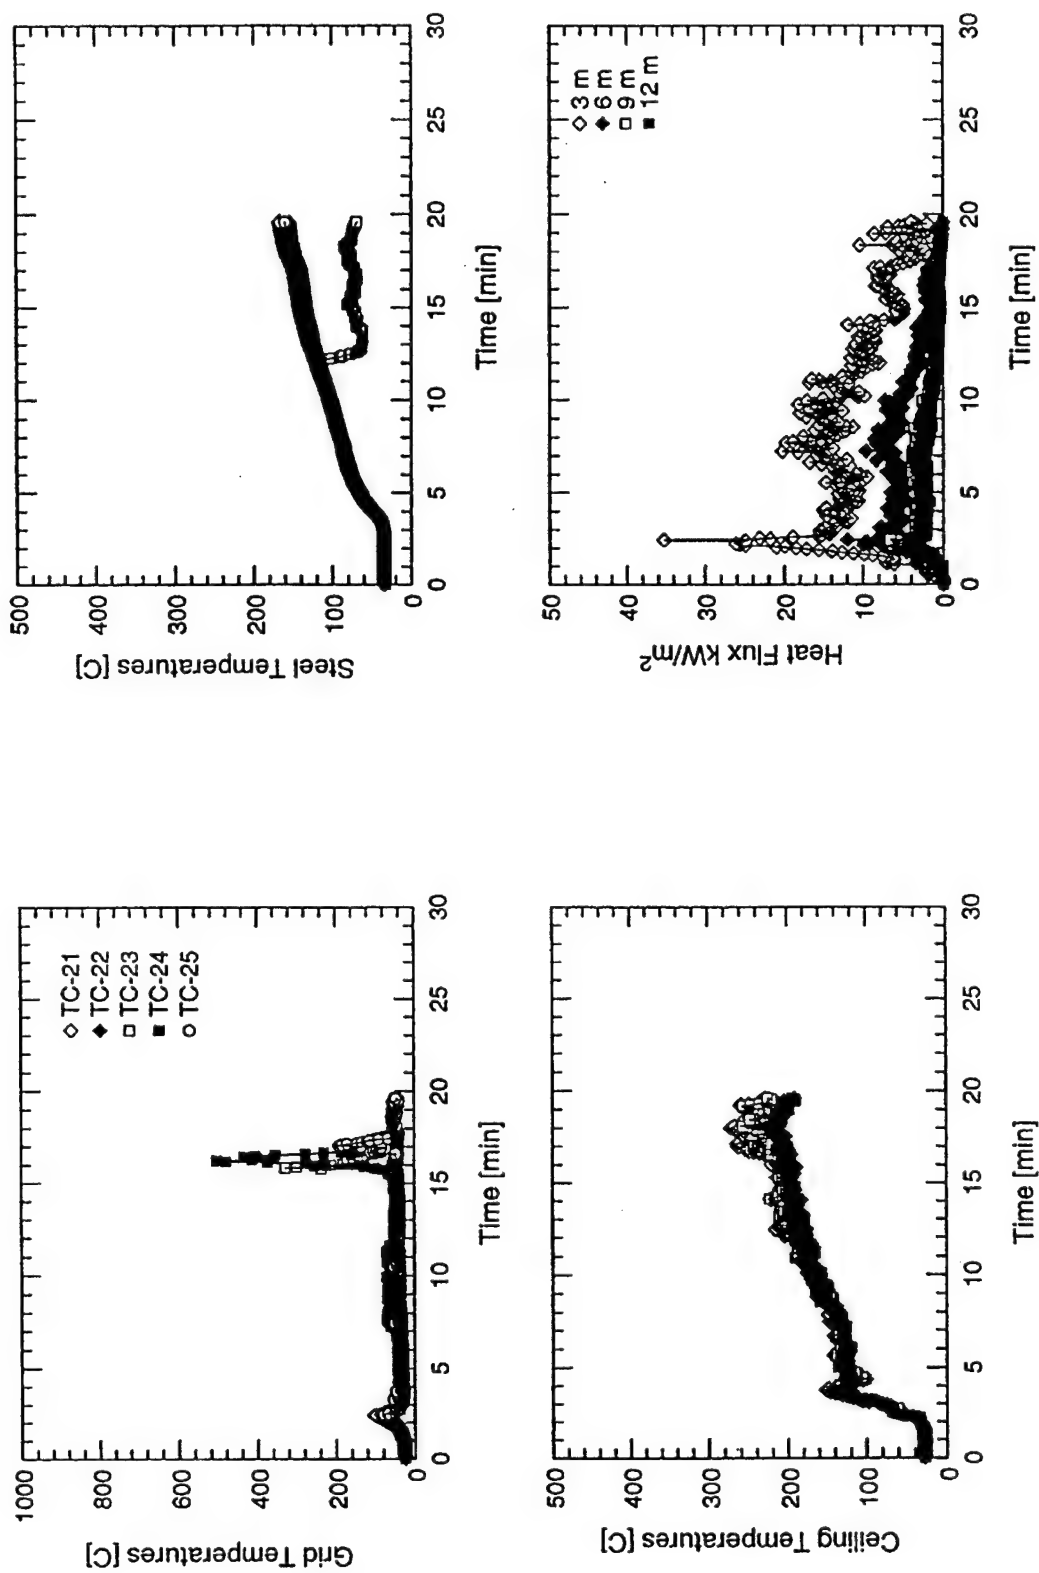 Grid Temperatures [C]
1000
800
600
400
200
0
TC-21
TC-22
TC-23
TC-24
TC-25
0 5 10 15 20 25 30
Time [min]
Steel Temperatures [C]
500
400
300
200
100
0
0 5 10 15 20 25 30
Time [min]
Ceilling Temperatures [C]
500
400
300
200
100
0
0 5 10 15 20 25 30
Time [min]
Heat Flux kW/m²
50
40
30
20
10
0
3 m
6 m
9 m
12 m
0 5 10 15 20 25 30
Time [min]